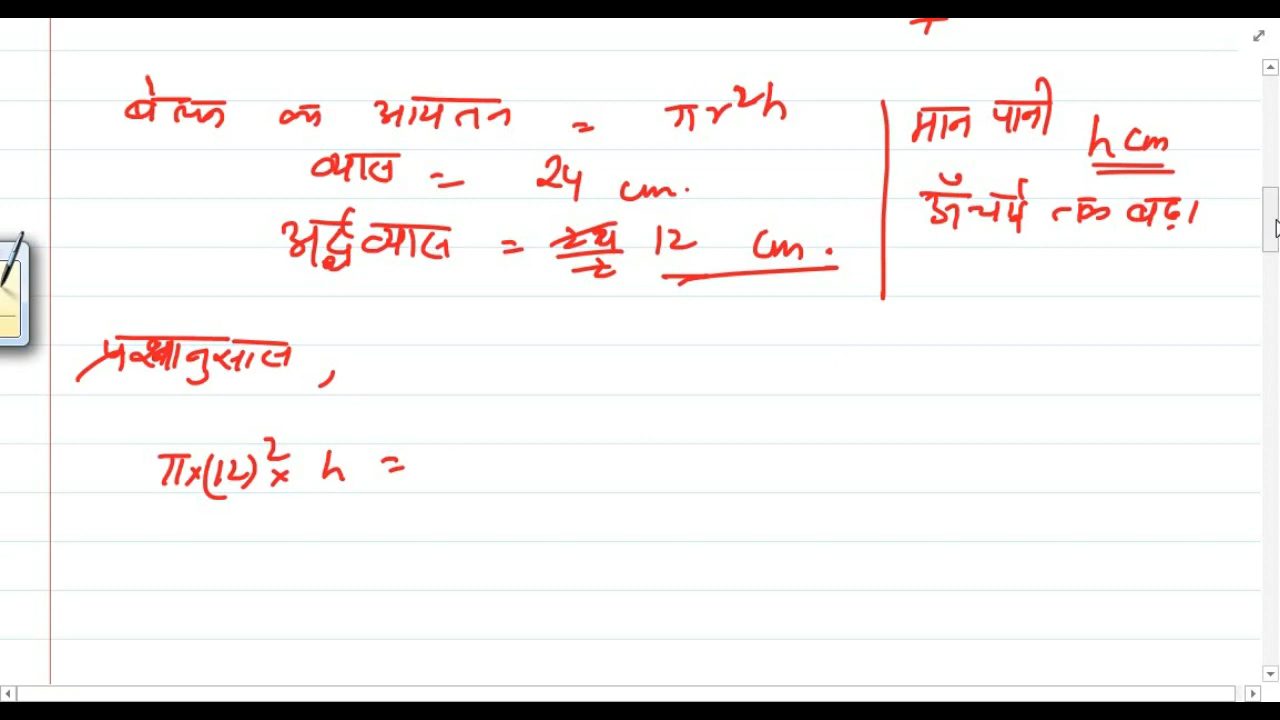 बेलन का आयतन = πr²h
व्यास = 24 cm.
अर्द्धव्यास = 24/2 12 cm.
मान पानी h cm
ऊँचाई तक बढ़ा
प्रश्नानुसार,
π×(12)²× h =